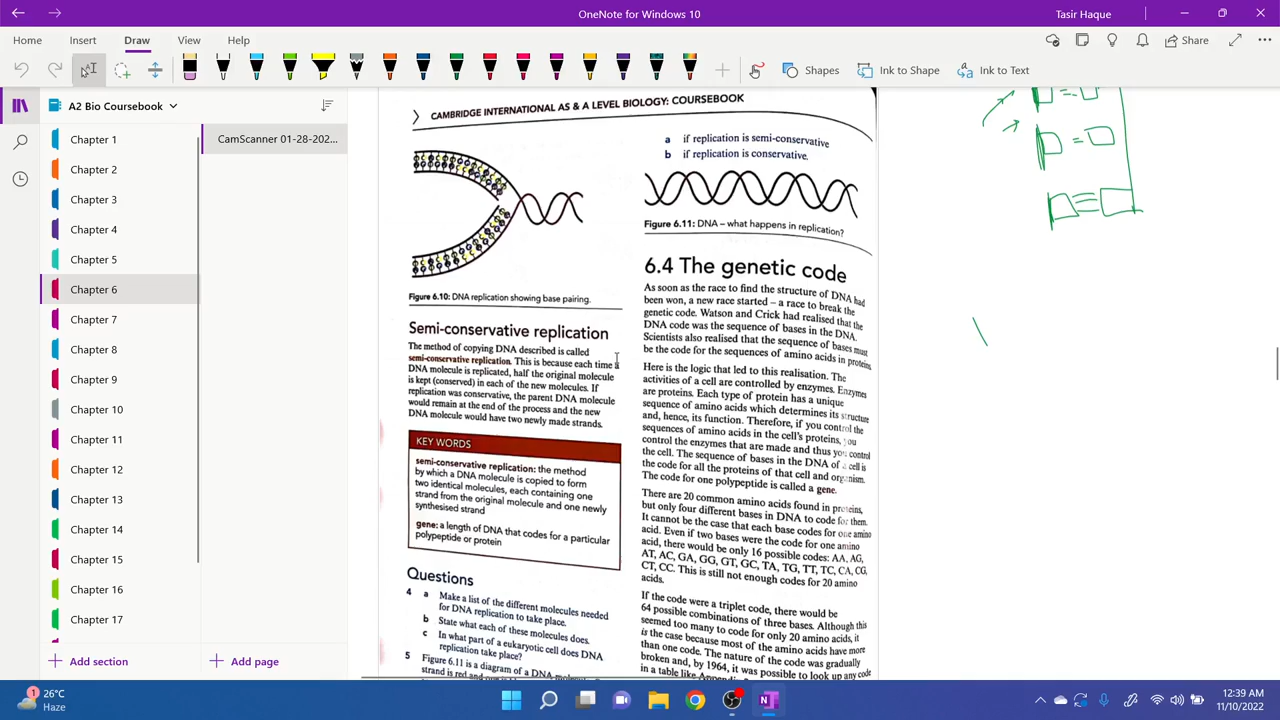 OneNote for Windows 10
Tasir Haque
Home
Insert
Draw
View
Help
Share
Shapes
Ink to Shape
Ink to Text
A2 Bio Coursebook
CamScanner 01-28-202...
Chapter 1
Chapter 2
Chapter 3
Chapter 4
Chapter 5
Chapter 6
Chapter 7
Chapter 8
Chapter 9
Chapter 10
Chapter 11
Chapter 12
Chapter 13
Chapter 14
Chapter 15
Chapter 16
Chapter 17
Add section
Add page
CAMBRIDGE INTERNATIONAL AS & A LEVEL BIOLOGY: COURSEBOOK
Figure 6.10: DNA replication showing base pairing.
Semi-conservative replication
The method of copying DNA described is called
semi-conservative replication. This is because each time a
DNA molecule is replicated, half the original molecule
is kept (conserved) in each of the new molecules. If
replication was conservative, the parent DNA molecule
would remain at the end of the process and the new
DNA molecule would have two newly made strands.
KEY WORDS
semi-conservative replication: the method
by which a DNA molecule is copied to form
two identical molecules, each containing one
strand from the original molecule and one newly
synthesised strand
gene: a length of DNA that codes for a particular
polypeptide or protein
Questions
4 a Make a list of the different molecules needed
for DNA replication to take place.
b State what each of these molecules does.
c In what part of a eukaryotic cell does DNA
replication take place?
5 Figure 6.11 is a diagram of a DNA molecule.
a if replication is semi-conservative
b if replication is conservative.
Figure 6.11: DNA – what happens in replication?
6.4 The genetic code
As soon as the race to find the structure of DNA had
been won, a new race started – a race to break the
genetic code. Watson and Crick had realised that the
DNA code was the sequence of bases in the DNA.
Scientists also realised that the sequence of bases must
be the code for the sequences of amino acids in proteins.
Here is the logic that led to this realisation. The
activities of a cell are controlled by enzymes. Enzymes
are proteins. Each type of protein has a unique
sequence of amino acids which determines its structure
and, hence, its function. Therefore, if you control the
sequences of amino acids in the cell's proteins, you
control the enzymes that are made and thus you control
the cell. The sequence of bases in the DNA of a cell is
the code for all the proteins of that cell and organism.
The code for one polypeptide is called a gene.
There are 20 common amino acids found in proteins,
but only four different bases in DNA to code for them.
It cannot be the case that each base codes for one amino
acid. Even if two bases were the code for one amino
acid, there would be only 16 possible codes: AA, AG,
AT, AC, GA, GG, GT, GC, TA, TG, TT, TC, CA, CG,
CT, CC. This is still not enough codes for 20 amino
acids.
If the code were a triplet code, there would be
64 possible combinations of three bases. Although this
seemed too many to code for only 20 amino acids, it
is the case because most of the amino acids have more
than one code. The nature of the code was gradually
broken and, by 1964, it was possible to look up any code
in a table like Appendix
1
26°C
Haze
12:39 AM
11/10/2022